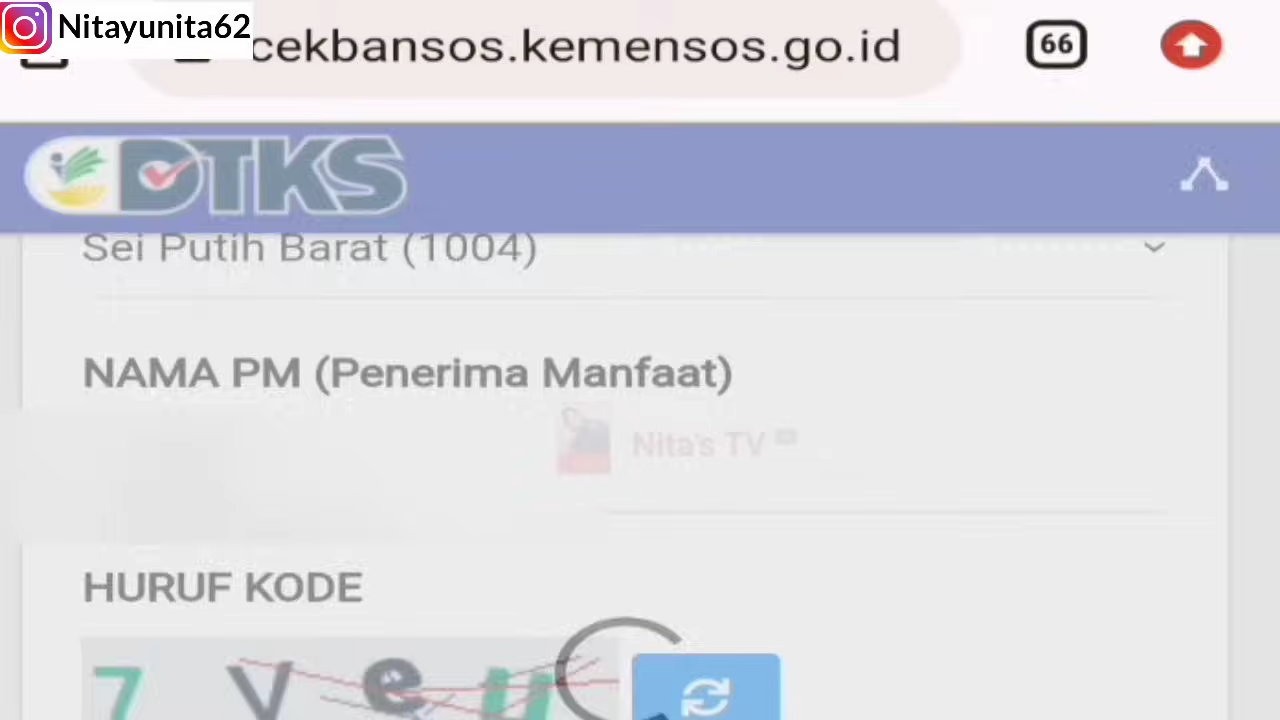 Nitayunita62
cekbansos.kemensos.go.id
66
DTKS
Sei Putih Barat (1004)
NAMA PM (Penerima Manfaat)
Nita's TV
HURUF KODE
7 V e u